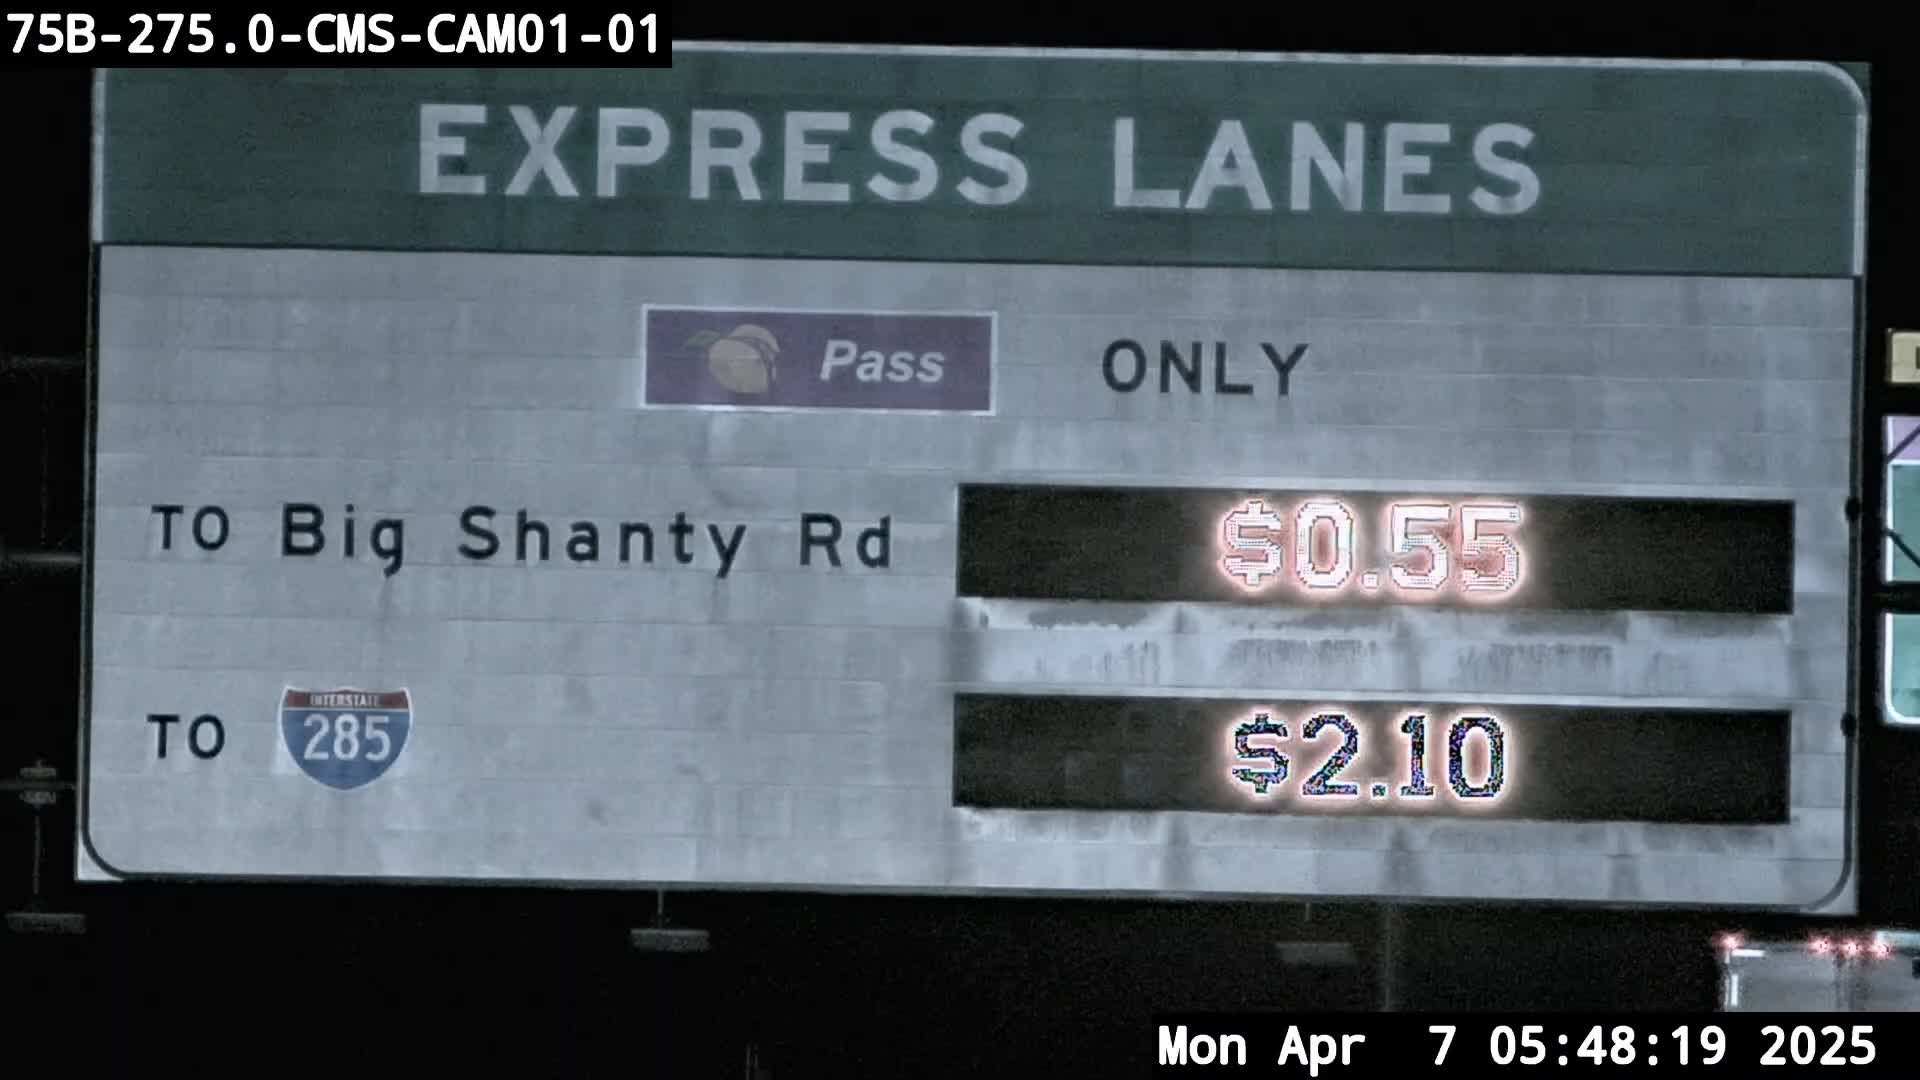 75B-275.0-CMS-CAM01-01
EXPRESS LANES
Pass ONLY
TO Big Shanty Rd $0.55
TO INTERSTATE 285 $2.10
Mon Apr 7 05:48:19 2025